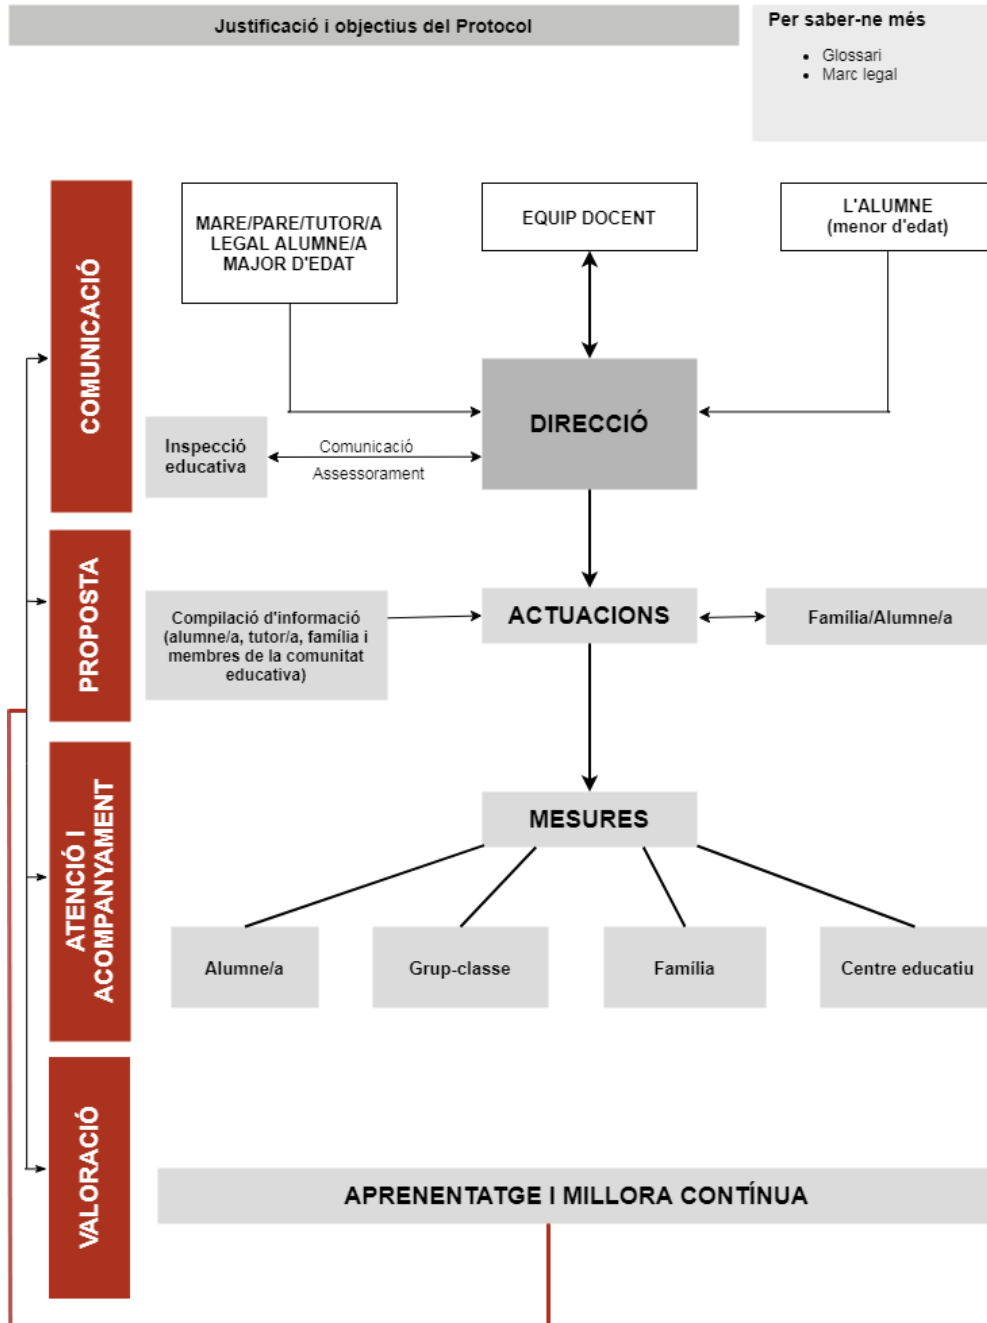 Justificació i objectius del Protocol
Per saber-ne més
Glossari
Marc legal
COMUNICACIÓ
MARE/PARE/TUTOR/A
LEGAL ALUMNE/A
MAJOR D'EDAT
EQUIP DOCENT
L'ALUMNE
(menor d'edat)
DIRECCIÓ
Inspecció
educativa
Comunicació
Assessorament
PROPOSTA
Compilació d'informació
(alumne/a, tutor/a, família i
membres de la comunitat
educativa)
ACTUACIONS
Família/Alumne/a
ATENCIÓ I
ACOMPANYAMENT
MESURES
Alumne/a
Grup-classe
Família
Centre educatiu
VALORACIÓ
APRENENTATGE I MILLORA CONTÍNUA